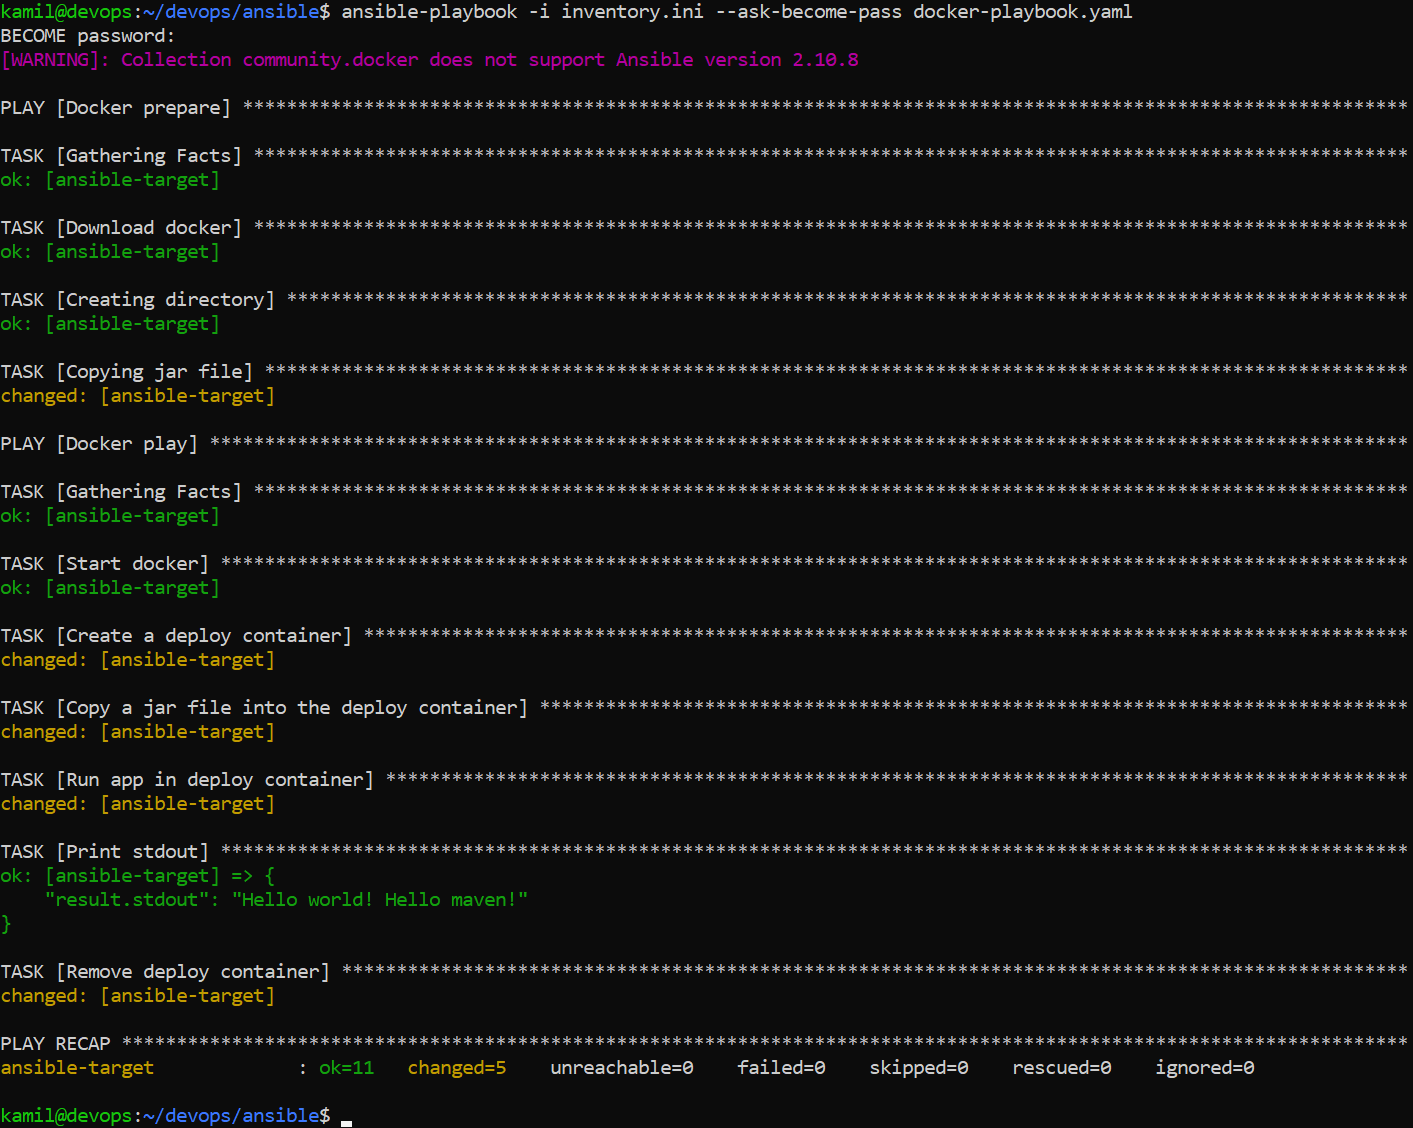 kamil@devops:~/devops/ansible$ ansible-playbook -i inventory.ini --ask-become-pass docker-playbook.yaml
BECOME password:
[WARNING]: Collection community.docker does not support Ansible version 2.10.8
PLAY [Docker prepare] **********************************************************************************************************
TASK [Gathering Facts] *********************************************************************************************************
ok: [ansible-target]
TASK [Download docker] *********************************************************************************************************
ok: [ansible-target]
TASK [Creating directory] ******************************************************************************************************
ok: [ansible-target]
TASK [Copying jar file] ********************************************************************************************************
changed: [ansible-target]
PLAY [Docker play] *************************************************************************************************************
TASK [Gathering Facts] *********************************************************************************************************
ok: [ansible-target]
TASK [Start docker] ************************************************************************************************************
ok: [ansible-target]
TASK [Create a deploy container] ***********************************************************************************************
changed: [ansible-target]
TASK [Copy a jar file into the deploy container] *******************************************************************************
changed: [ansible-target]
TASK [Run app in deploy container] *********************************************************************************************
changed: [ansible-target]
TASK [Print stdout] ************************************************************************************************************
ok: [ansible-target] => {
    "result.stdout": "Hello world! Hello maven!"
}
TASK [Remove deploy container] *************************************************************************************************
changed: [ansible-target]
PLAY RECAP *********************************************************************************************************************
ansible-target             : ok=11   changed=5    unreachable=0    failed=0    skipped=0    rescued=0    ignored=0
kamil@devops:~/devops/ansible$